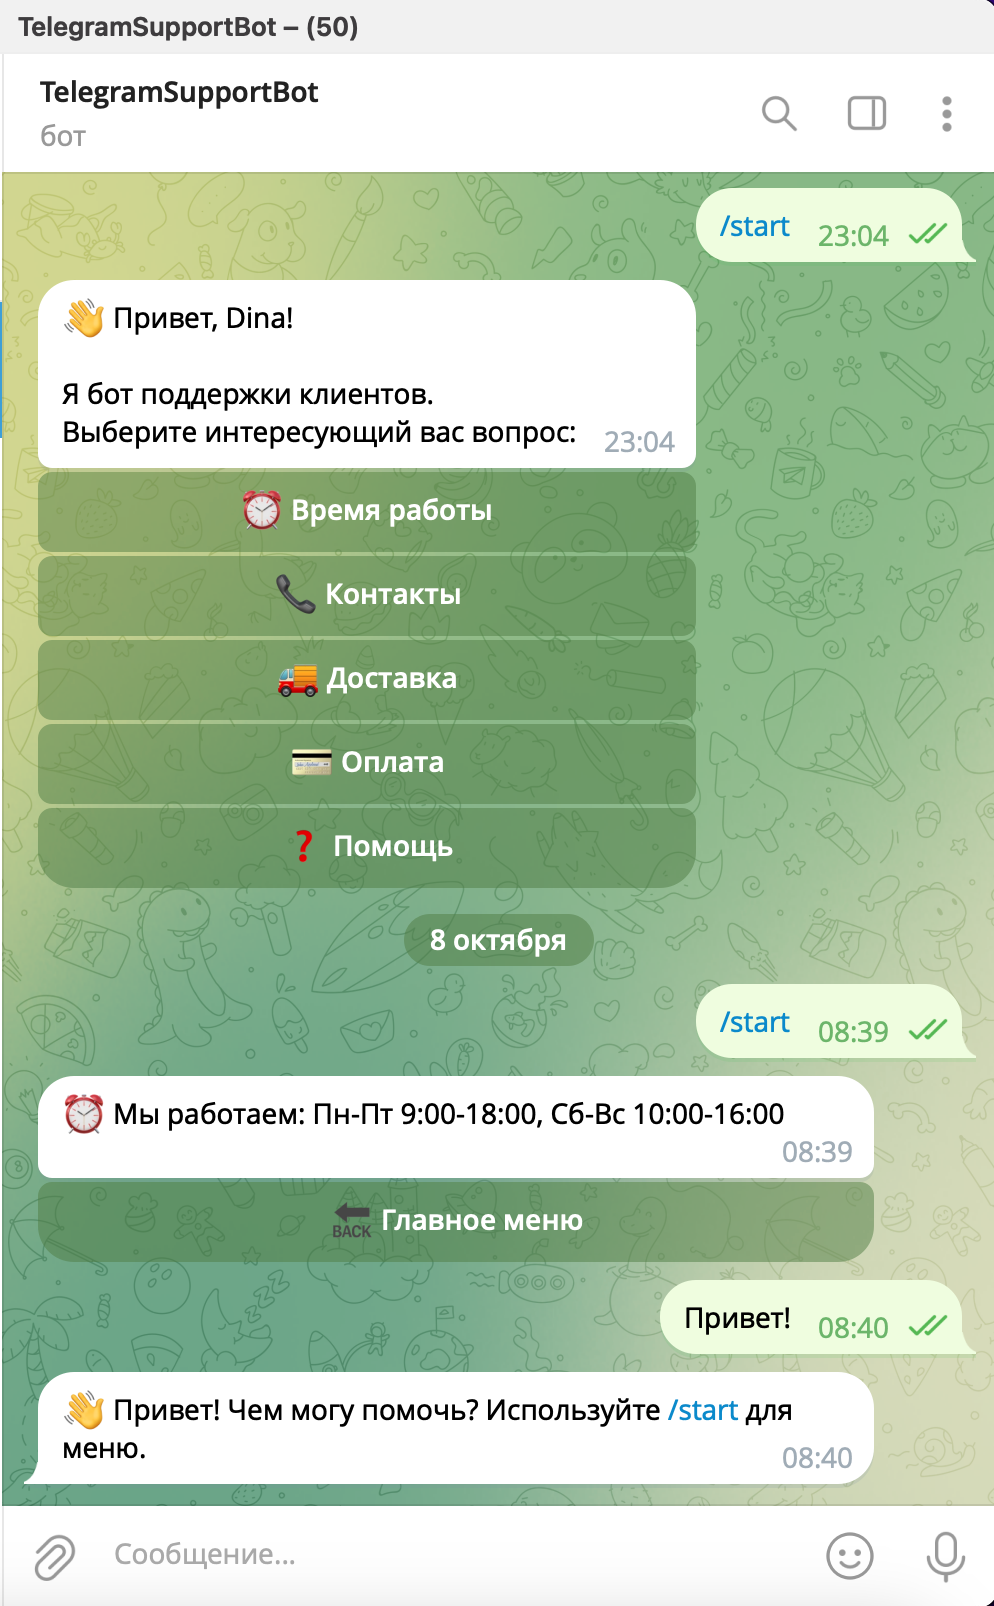 TelegramSupportBot – (50)
TelegramSupportBot
бот
/start 23:04
👋 Привет, Dina!
Я бот поддержки клиентов.
Выберите интересующий вас вопрос: 23:04
⏰ Время работы
📞 Контакты
🚚 Доставка
💳 Оплата
❓ Помощь
8 октября
/start 08:39
⏰ Мы работаем: Пн-Пт 9:00-18:00, Сб-Вс 10:00-16:00
08:39
🔙 Главное меню
Привет! 08:40
👋 Привет! Чем могу помочь? Используйте /start для
меню. 08:40
Сообщение...